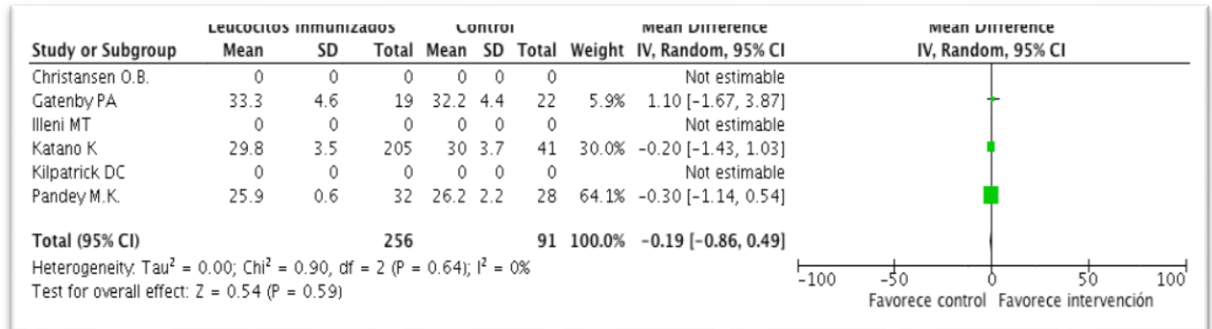 Leucocitos inmunizados Control Mean Difference Mean Difference
Study or Subgroup Mean SD Total Mean SD Total Weight IV, Random, 95% CI IV, Random, 95% CI
Christansen O.B. 0 0 0 0 0 0 Not estimable
Gatenby PA 33.3 4.6 19 32.2 4.4 22 5.9% 1.10 [−1.67, 3.87]
Illeni MT 0 0 0 0 0 0 Not estimable
Katano K 29.8 3.5 205 30 3.7 41 30.0% −0.20 [−1.43, 1.03]
Kilpatrick DC 0 0 0 0 0 0 Not estimable
Pandey M.K. 25.9 0.6 32 26.2 2.2 28 64.1% −0.30 [−1.14, 0.54]
Total (95% CI) 256 91 100.0% −0.19 [−0.86, 0.49]
Heterogeneity: Tau² = 0.00; Chi² = 0.90, df = 2 (P = 0.64); I² = 0%
Test for overall effect: Z = 0.54 (P = 0.59)
−100 −50 0 50 100
Favorece control Favorece intervención